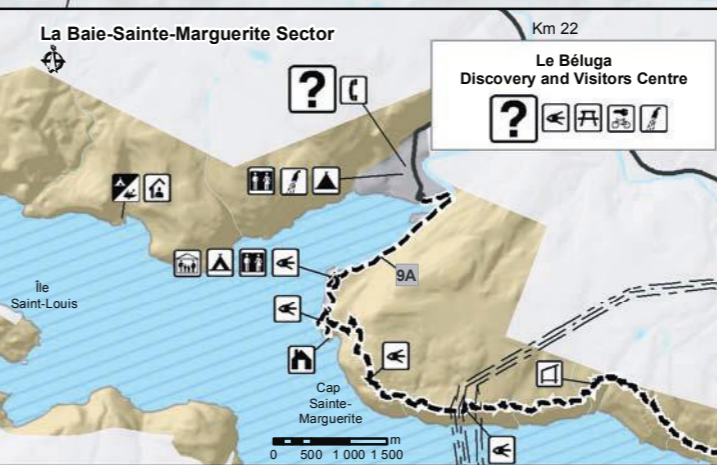 La Baie-Sainte-Marguerite Sector
Km 22
Le Béluga
Discovery and Visitors Centre
?
?
9A
Île
Saint-Louis
Cap
Sainte-
Marguerite
m
0 500 1 000 1 500